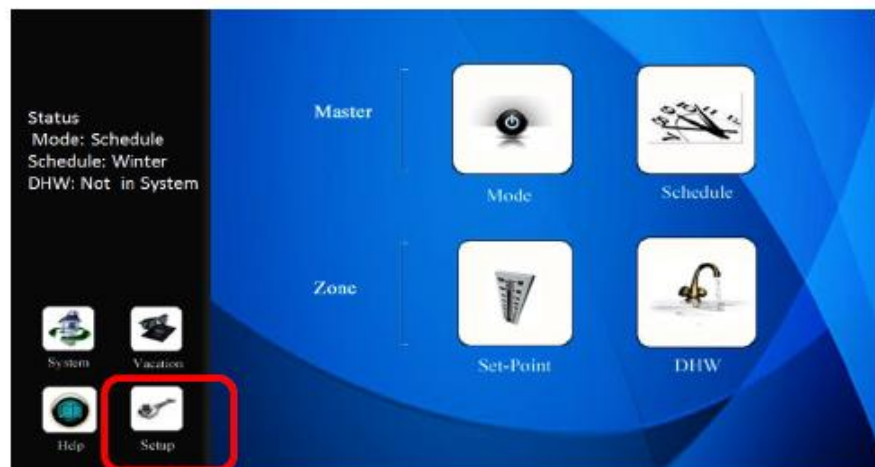 Status
Mode: Schedule
Schedule: Winter
DHW: Not in System
System
Vacation
Help
Setup
Master
Mode
Schedule
Zone
Set-Point
DHW